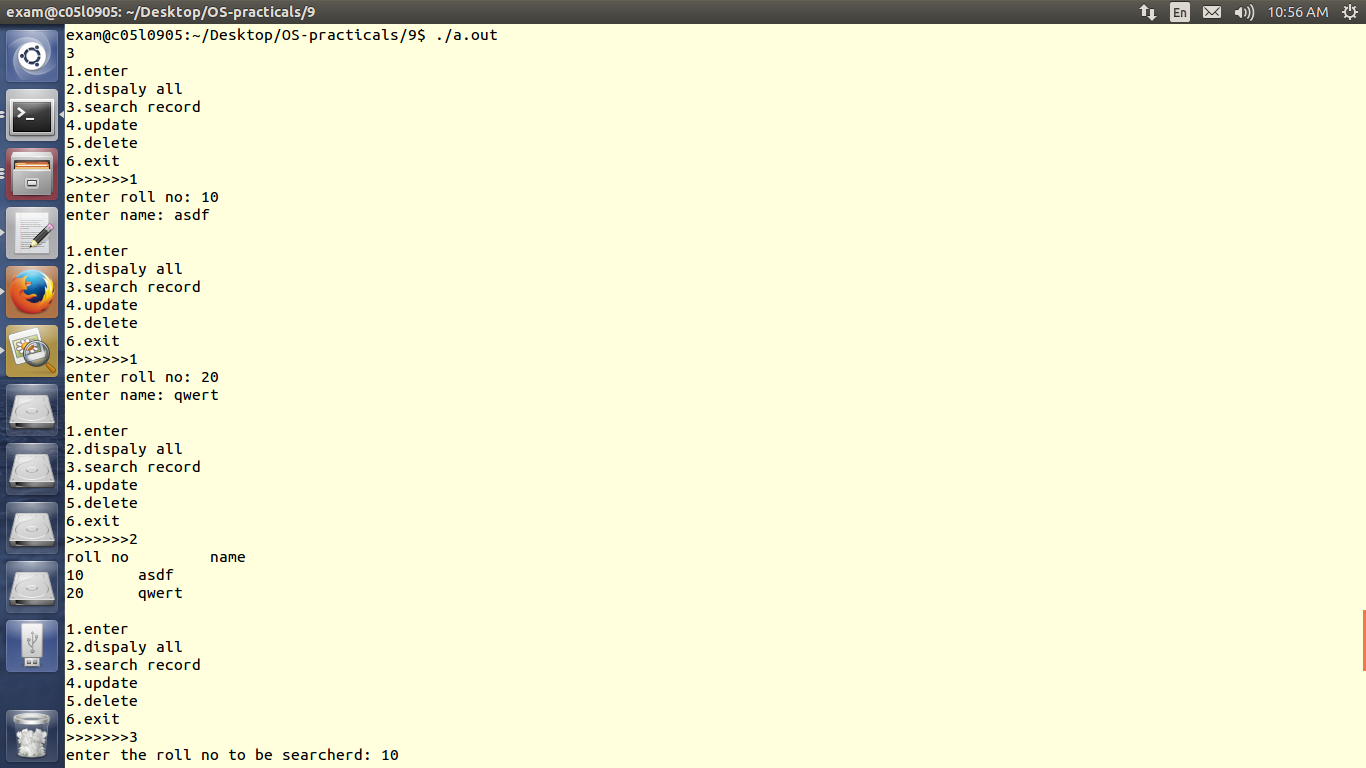 exam@c05l0905: ~/Desktop/OS-practicals/9 En 10:56 AM
exam@c05l0905:~/Desktop/OS-practicals/9$ ./a.out
3
1.enter
2.dispaly all
3.search record
4.update
5.delete
6.exit
>>>>>>>1
enter roll no: 10
enter name: asdf

1.enter
2.dispaly all
3.search record
4.update
5.delete
6.exit
>>>>>>>1
enter roll no: 20
enter name: qwert

1.enter
2.dispaly all
3.search record
4.update
5.delete
6.exit
>>>>>>>2
roll no         name
10      asdf
20      qwert

1.enter
2.dispaly all
3.search record
4.update
5.delete
6.exit
>>>>>>>3
enter the roll no to be searcherd: 10